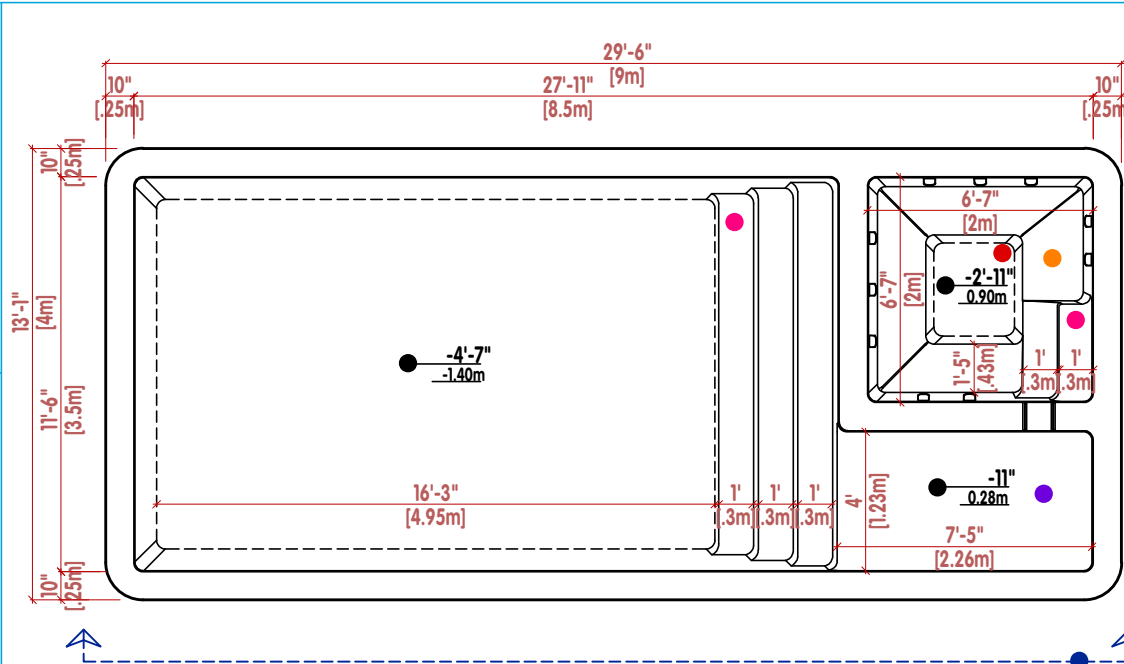 29'-6"
[9m]
10"
[.25m]
27'-11"
[8.5m]
10"
[.25m
10"
[.25m]
13'-1"
[4m]
11'-6"
[3.5m]
10"
[.25m]
6'-7"
[2m]
6'-7"
[2m]
-2'-11"
0.90m
1'-5"
[.43m]
1'
[.3m]
1'
[.3m]
-4'-7"
-1.40m
16'-3"
[4.95m]
1'
[.3m]
1'
[.3m]
1'
[.3m]
4'
[1.23m]
-11"
0.28m
7'-5"
[2.26m]